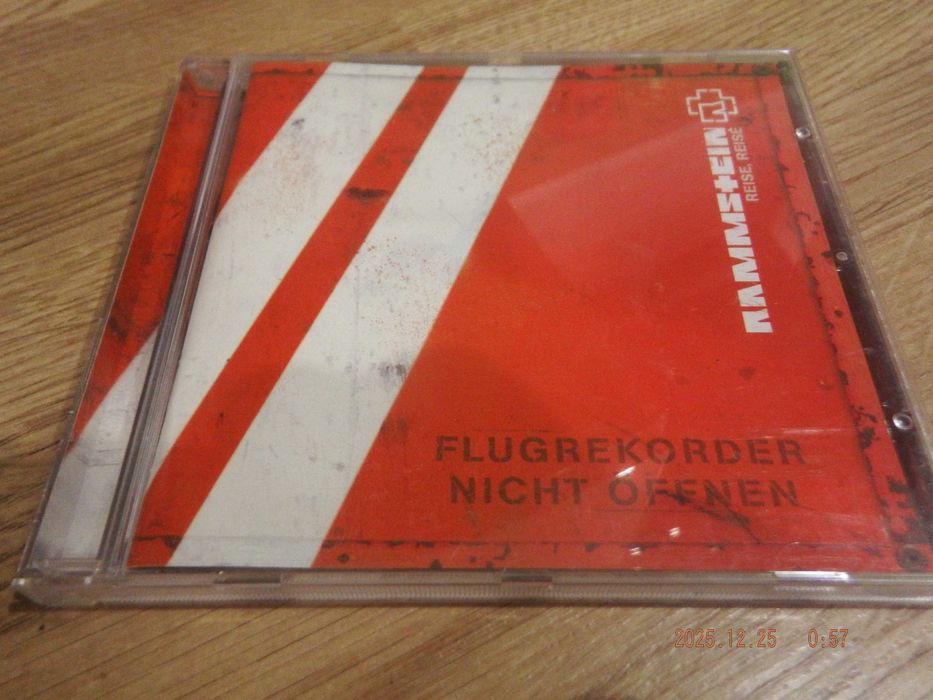 RAMMSTEIN
REISE, REISE
FLUGREKORDER
NICHT OFFNEN
2025.12.25 0:57